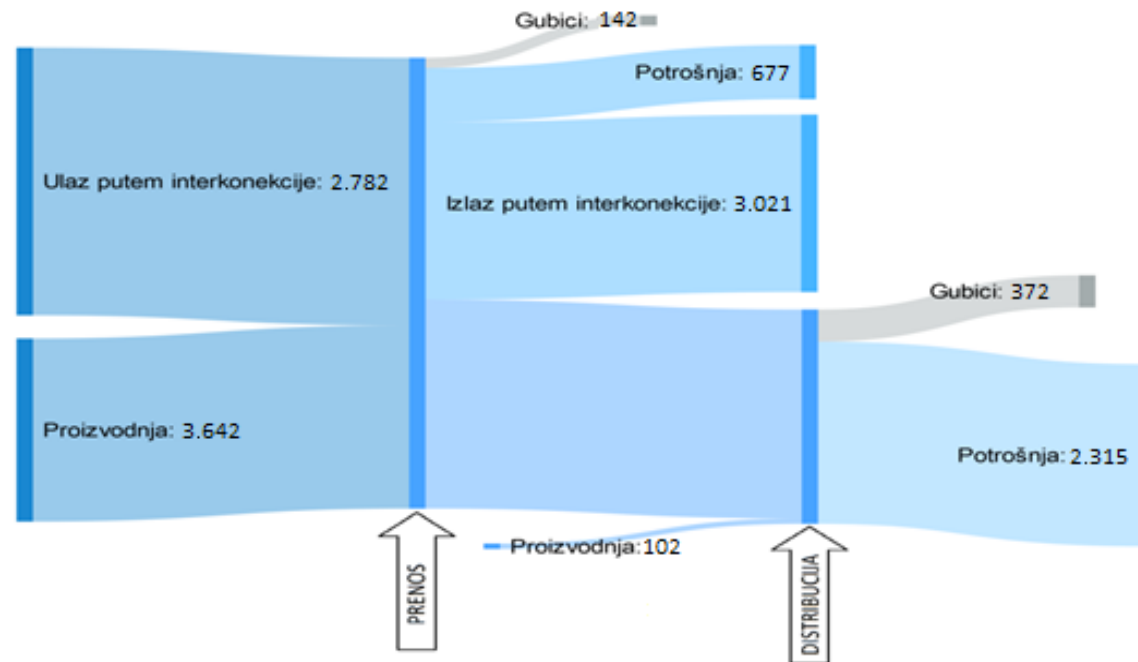 Gubici: 142
Potrošnja: 677
Ulaz putem interkonekcije: 2.782
Izlaz putem interkonekcije: 3.021
Gubici: 372
Proizvodnja: 3.642
Potrošnja: 2.315
Proizvodnja: 102
PRENOS
DISTRIBUCIJA